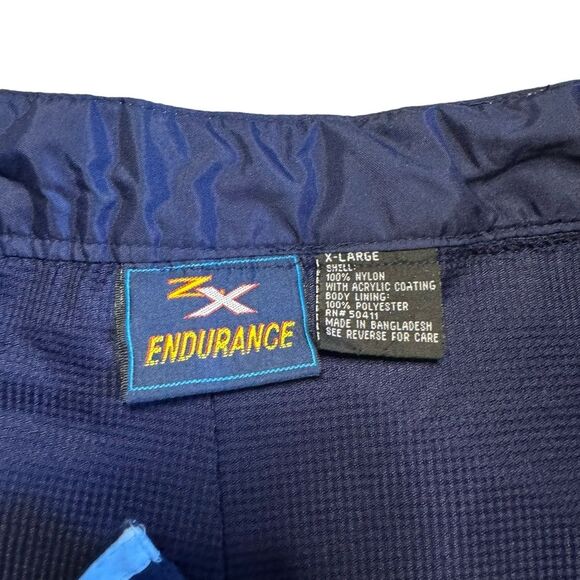 ZX
ENDURANCE
X-LARGE
SHELL:
100% NYLON
WITH ACRYLIC COATING
BODY LINING:
100% POLYESTER
RN# 50411
MADE IN BANGLADESH
SEE REVERSE FOR CARE